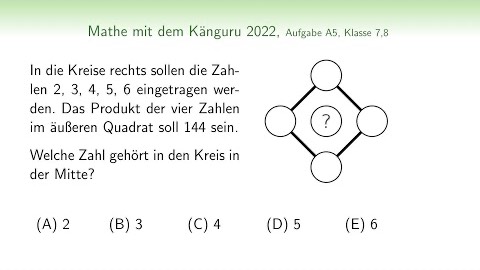 Mathe mit dem Känguru 2022, Aufgabe A5, Klasse 7,8
In die Kreise rechts sollen die Zah-
len 2, 3, 4, 5, 6 eingetragen wer-
den. Das Produkt der vier Zahlen
im äußeren Quadrat soll 144 sein.
Welche Zahl gehört in den Kreis in
der Mitte?
?
(A) 2 (B) 3 (C) 4 (D) 5 (E) 6